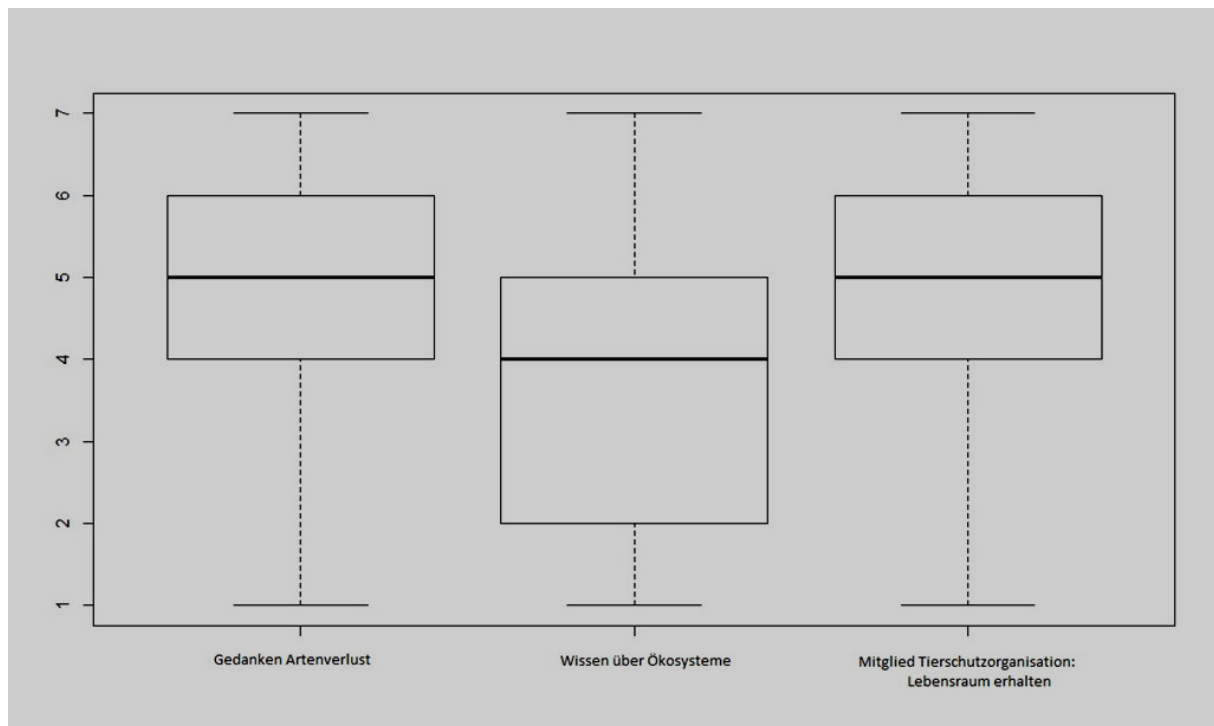 7
6
5
4
3
2
1
Gedanken Artenverlust
Wissen über Ökosysteme
Mitglied Tierschutzorganisation:
Lebensraum erhalten